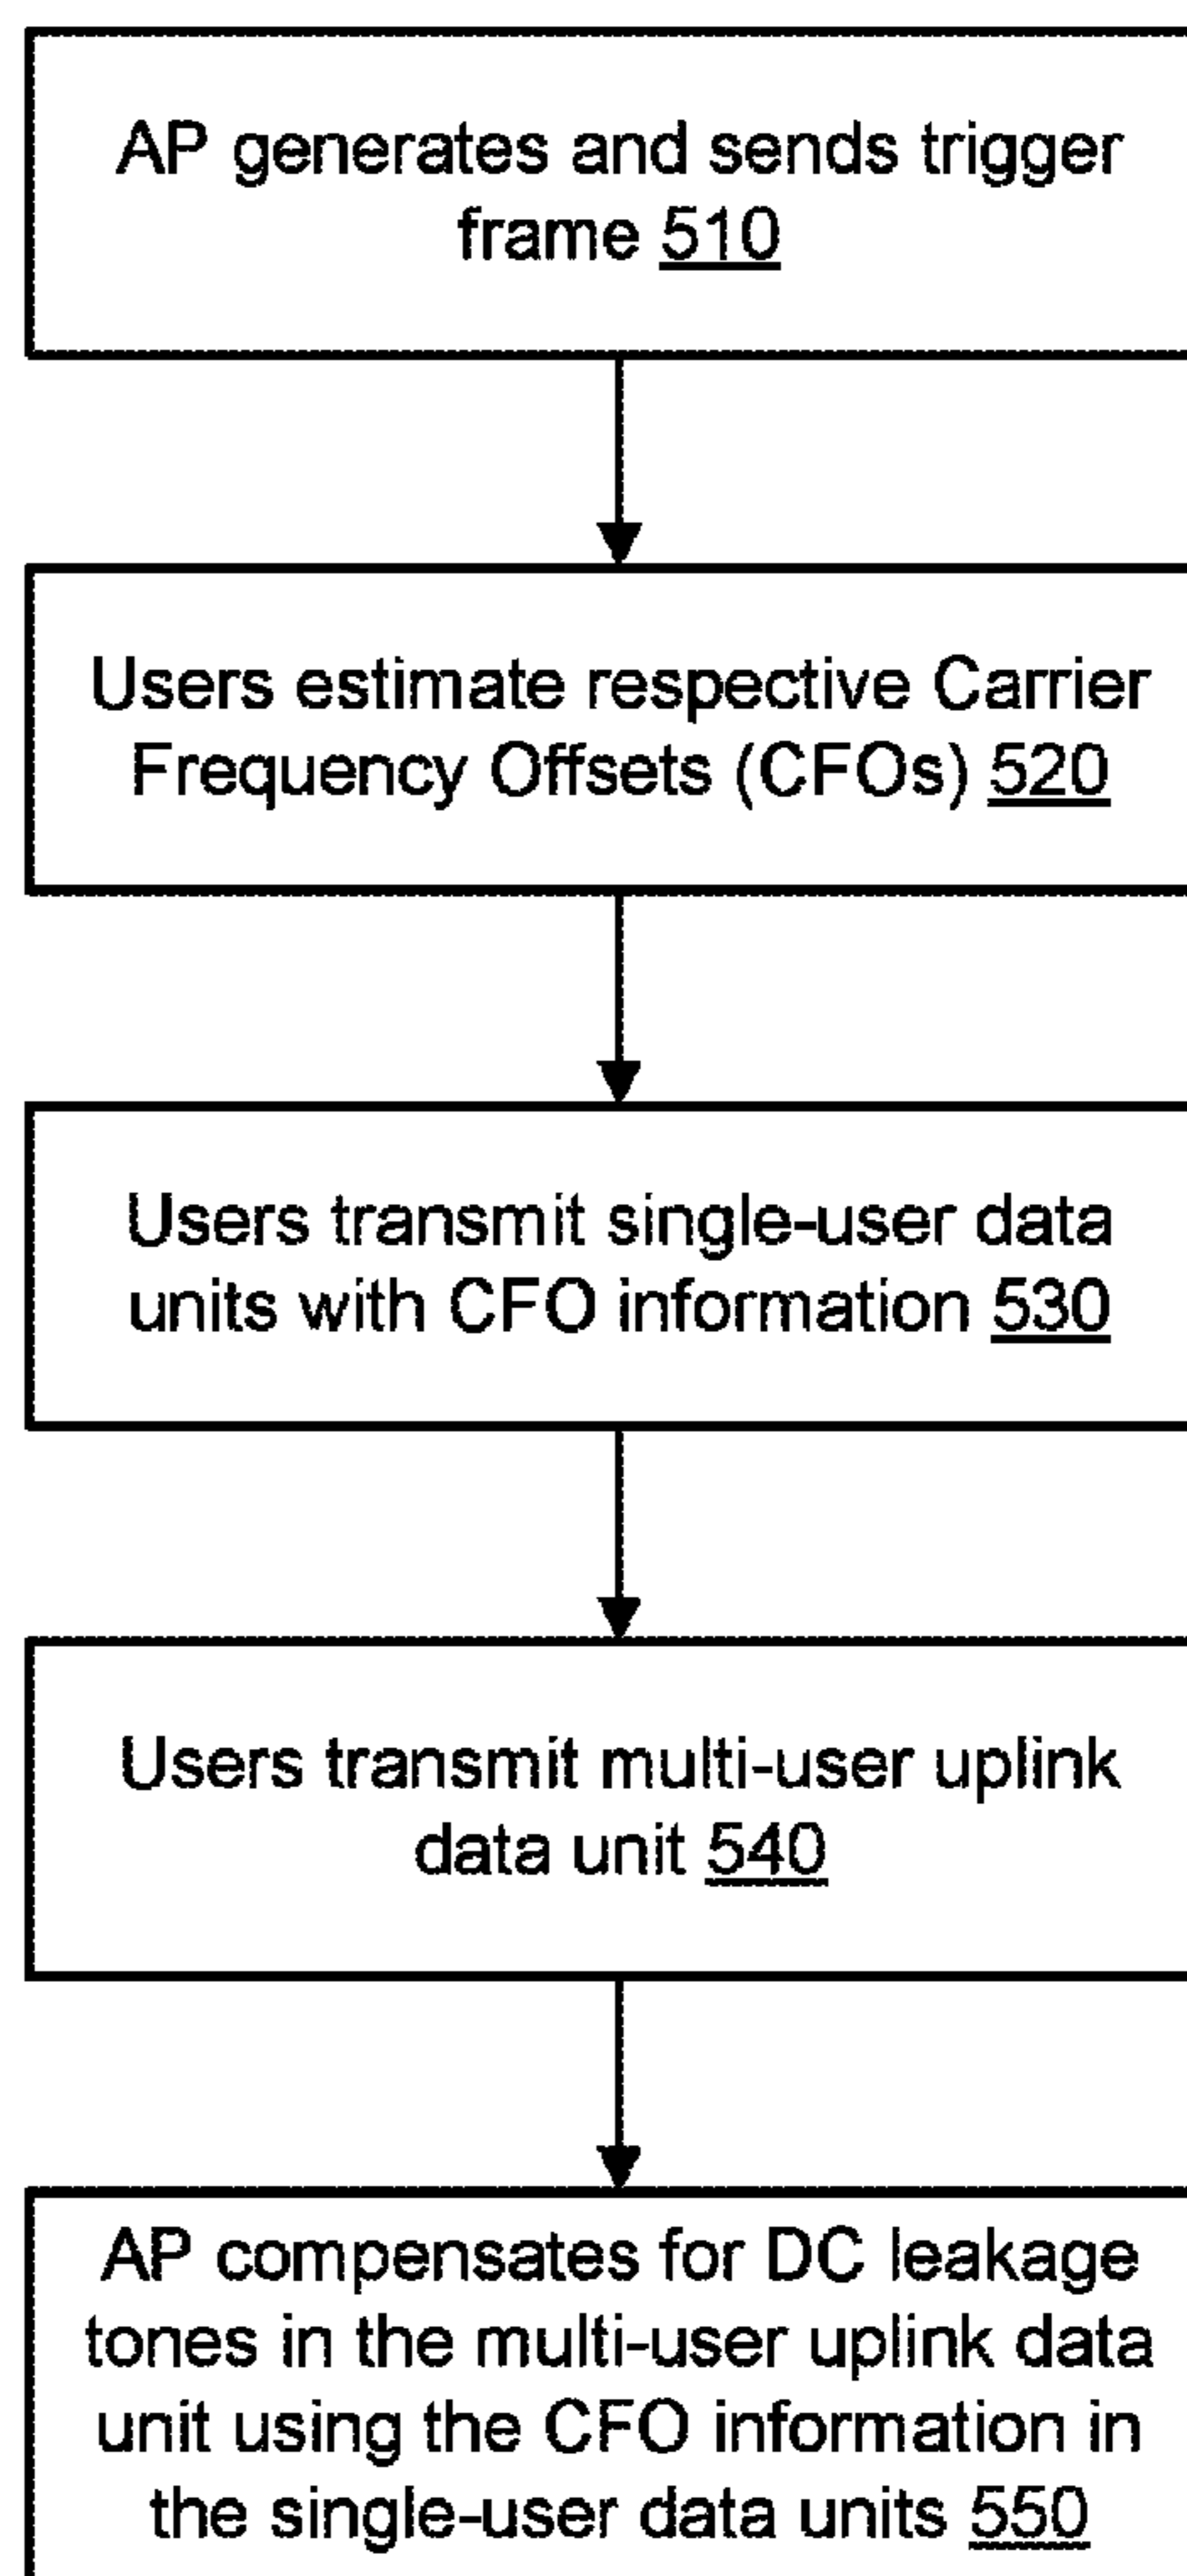 AP generates and sends trigger
frame 510
Users estimate respective Carrier
Frequency Offsets (CFOs) 520
Users transmit single-user data
units with CFO information 530
Users transmit multi-user uplink
data unit 540
AP compensates for DC leakage
tones in the multi-user uplink data
unit using the CFO information in
the single-user data units 550